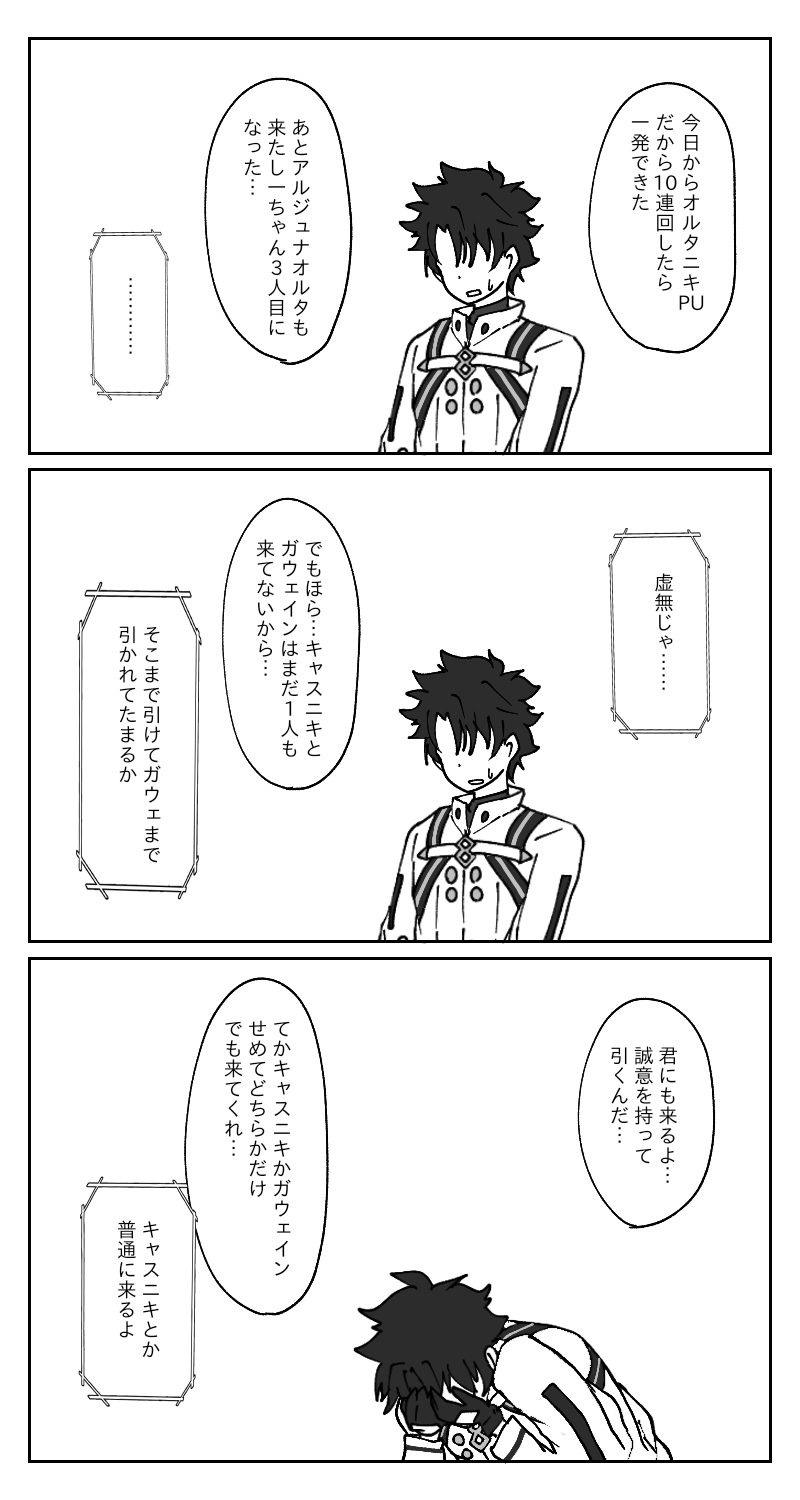 今日からオルタニキPU
だから10連回したら
一発できた
あとアルジュナオルタも
来たし一ちゃん3人目に
なった…
…………
虚無じゃ……
でもほら…キャスニキと
ガウェインはまだ1人も
来てないから…
そこまで引けてガウェまで
引かれてたまるか
君にも来るよ…
誠意を持って
引くんだ…
てかキャスニキかガウェイン
せめてどちらかだけ
でも来てくれ…
キャスニキとか
普通に来るよ